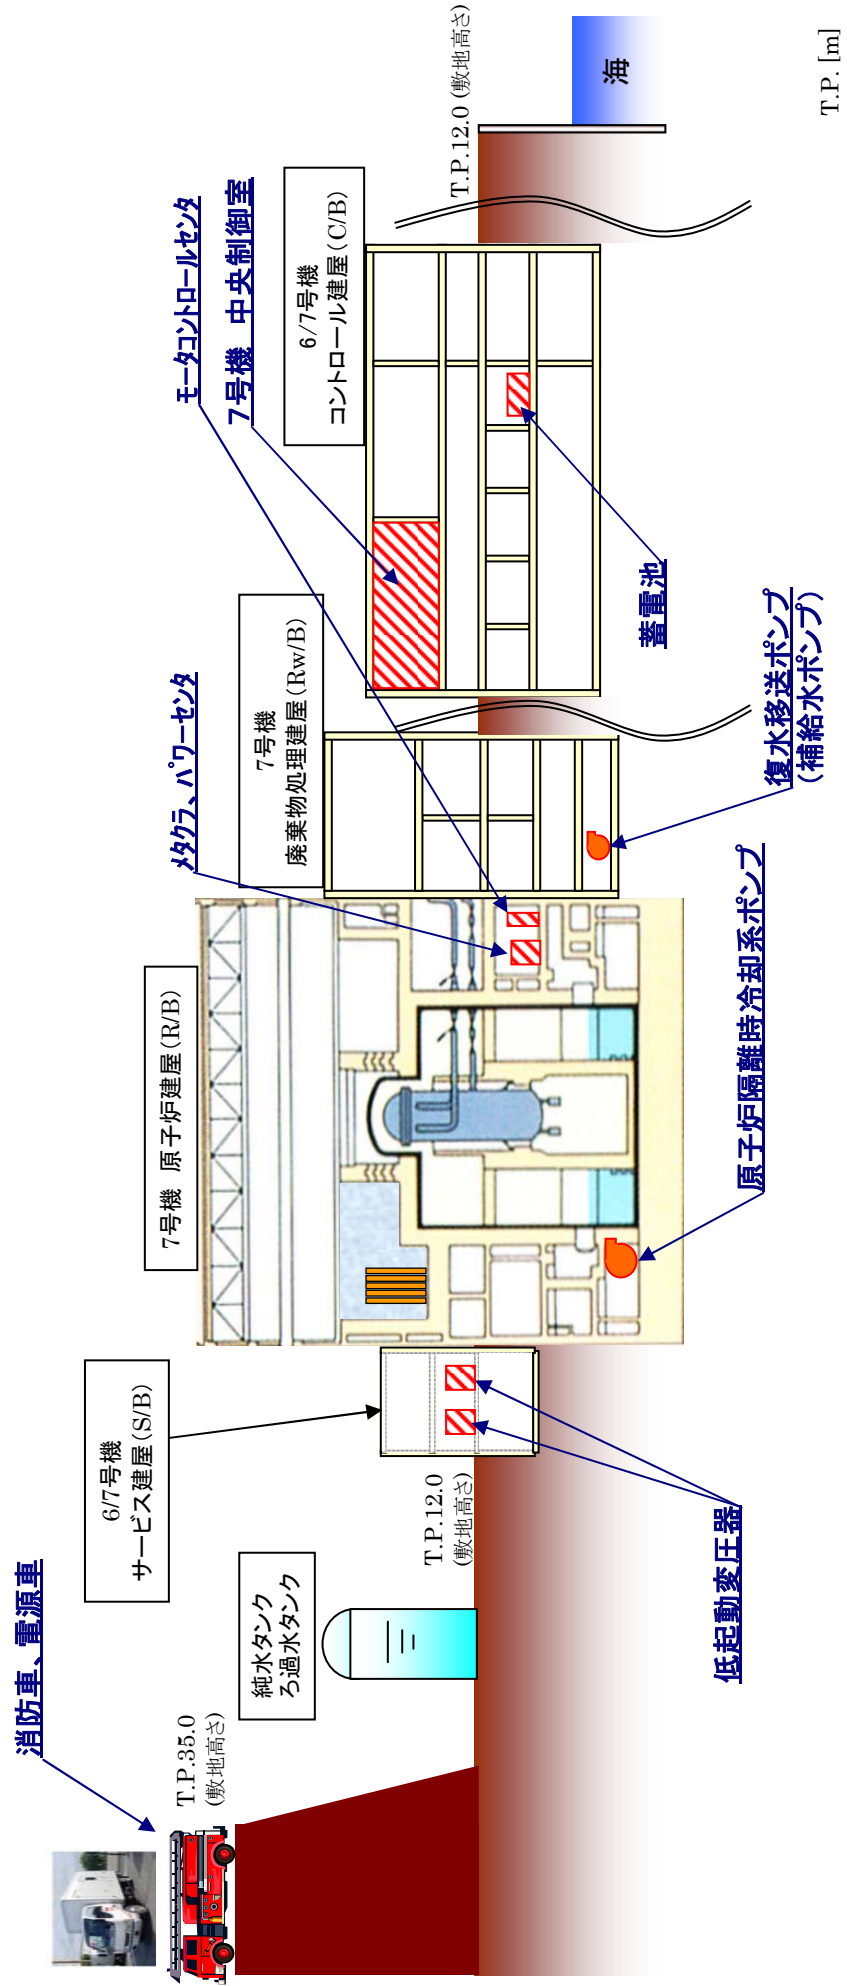 消防車、電源車
T.P.35.0
(敷地高さ)
純水タンク
ろ過水タンク
6/7号機
サービス建屋(S/B)
T.P.12.0
(敷地高さ)
低起動変圧器
7号機 原子炉建屋(R/B)
原子炉隔離時冷却系ポンプ
メタクラ、パワーセンタ
7号機
廃棄物処理建屋(Rw/B)
復水移送ポンプ
(補給水ポンプ)
モータコントロールセンタ
7号機 中央制御室
6/7号機
コントロール建屋(C/B)
蓄電池
T.P.12.0 (敷地高さ)
海
T.P. [m]